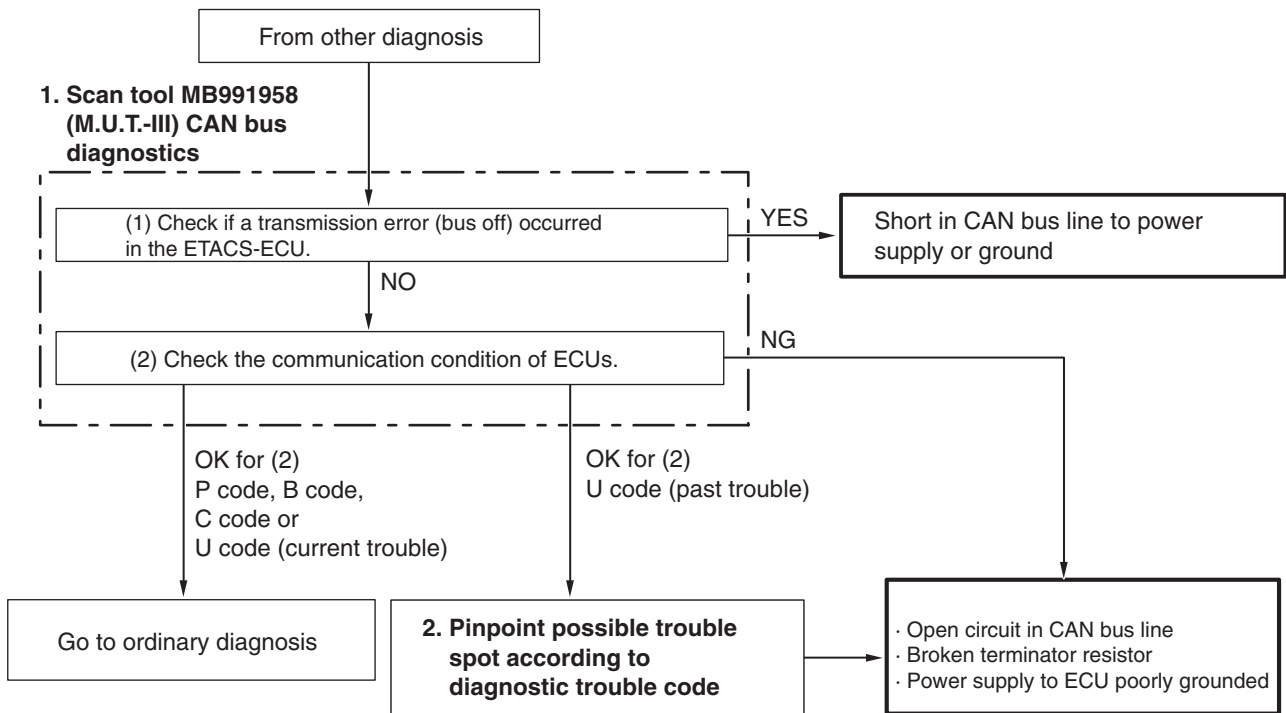 From other diagnosis
1. Scan tool MB991958
(M.U.T.-III) CAN bus
diagnostics
(1) Check if a transmission error (bus off) occurred
in the ETACS-ECU.
YES
Short in CAN bus line to power
supply or ground
NO
(2) Check the communication condition of ECUs.
NG
OK for (2)
P code, B code,
C code or
U code (current trouble)
OK for (2)
U code (past trouble)
Go to ordinary diagnosis
2. Pinpoint possible trouble
spot according to
diagnostic trouble code
· Open circuit in CAN bus line
· Broken terminator resistor
· Power supply to ECU poorly grounded